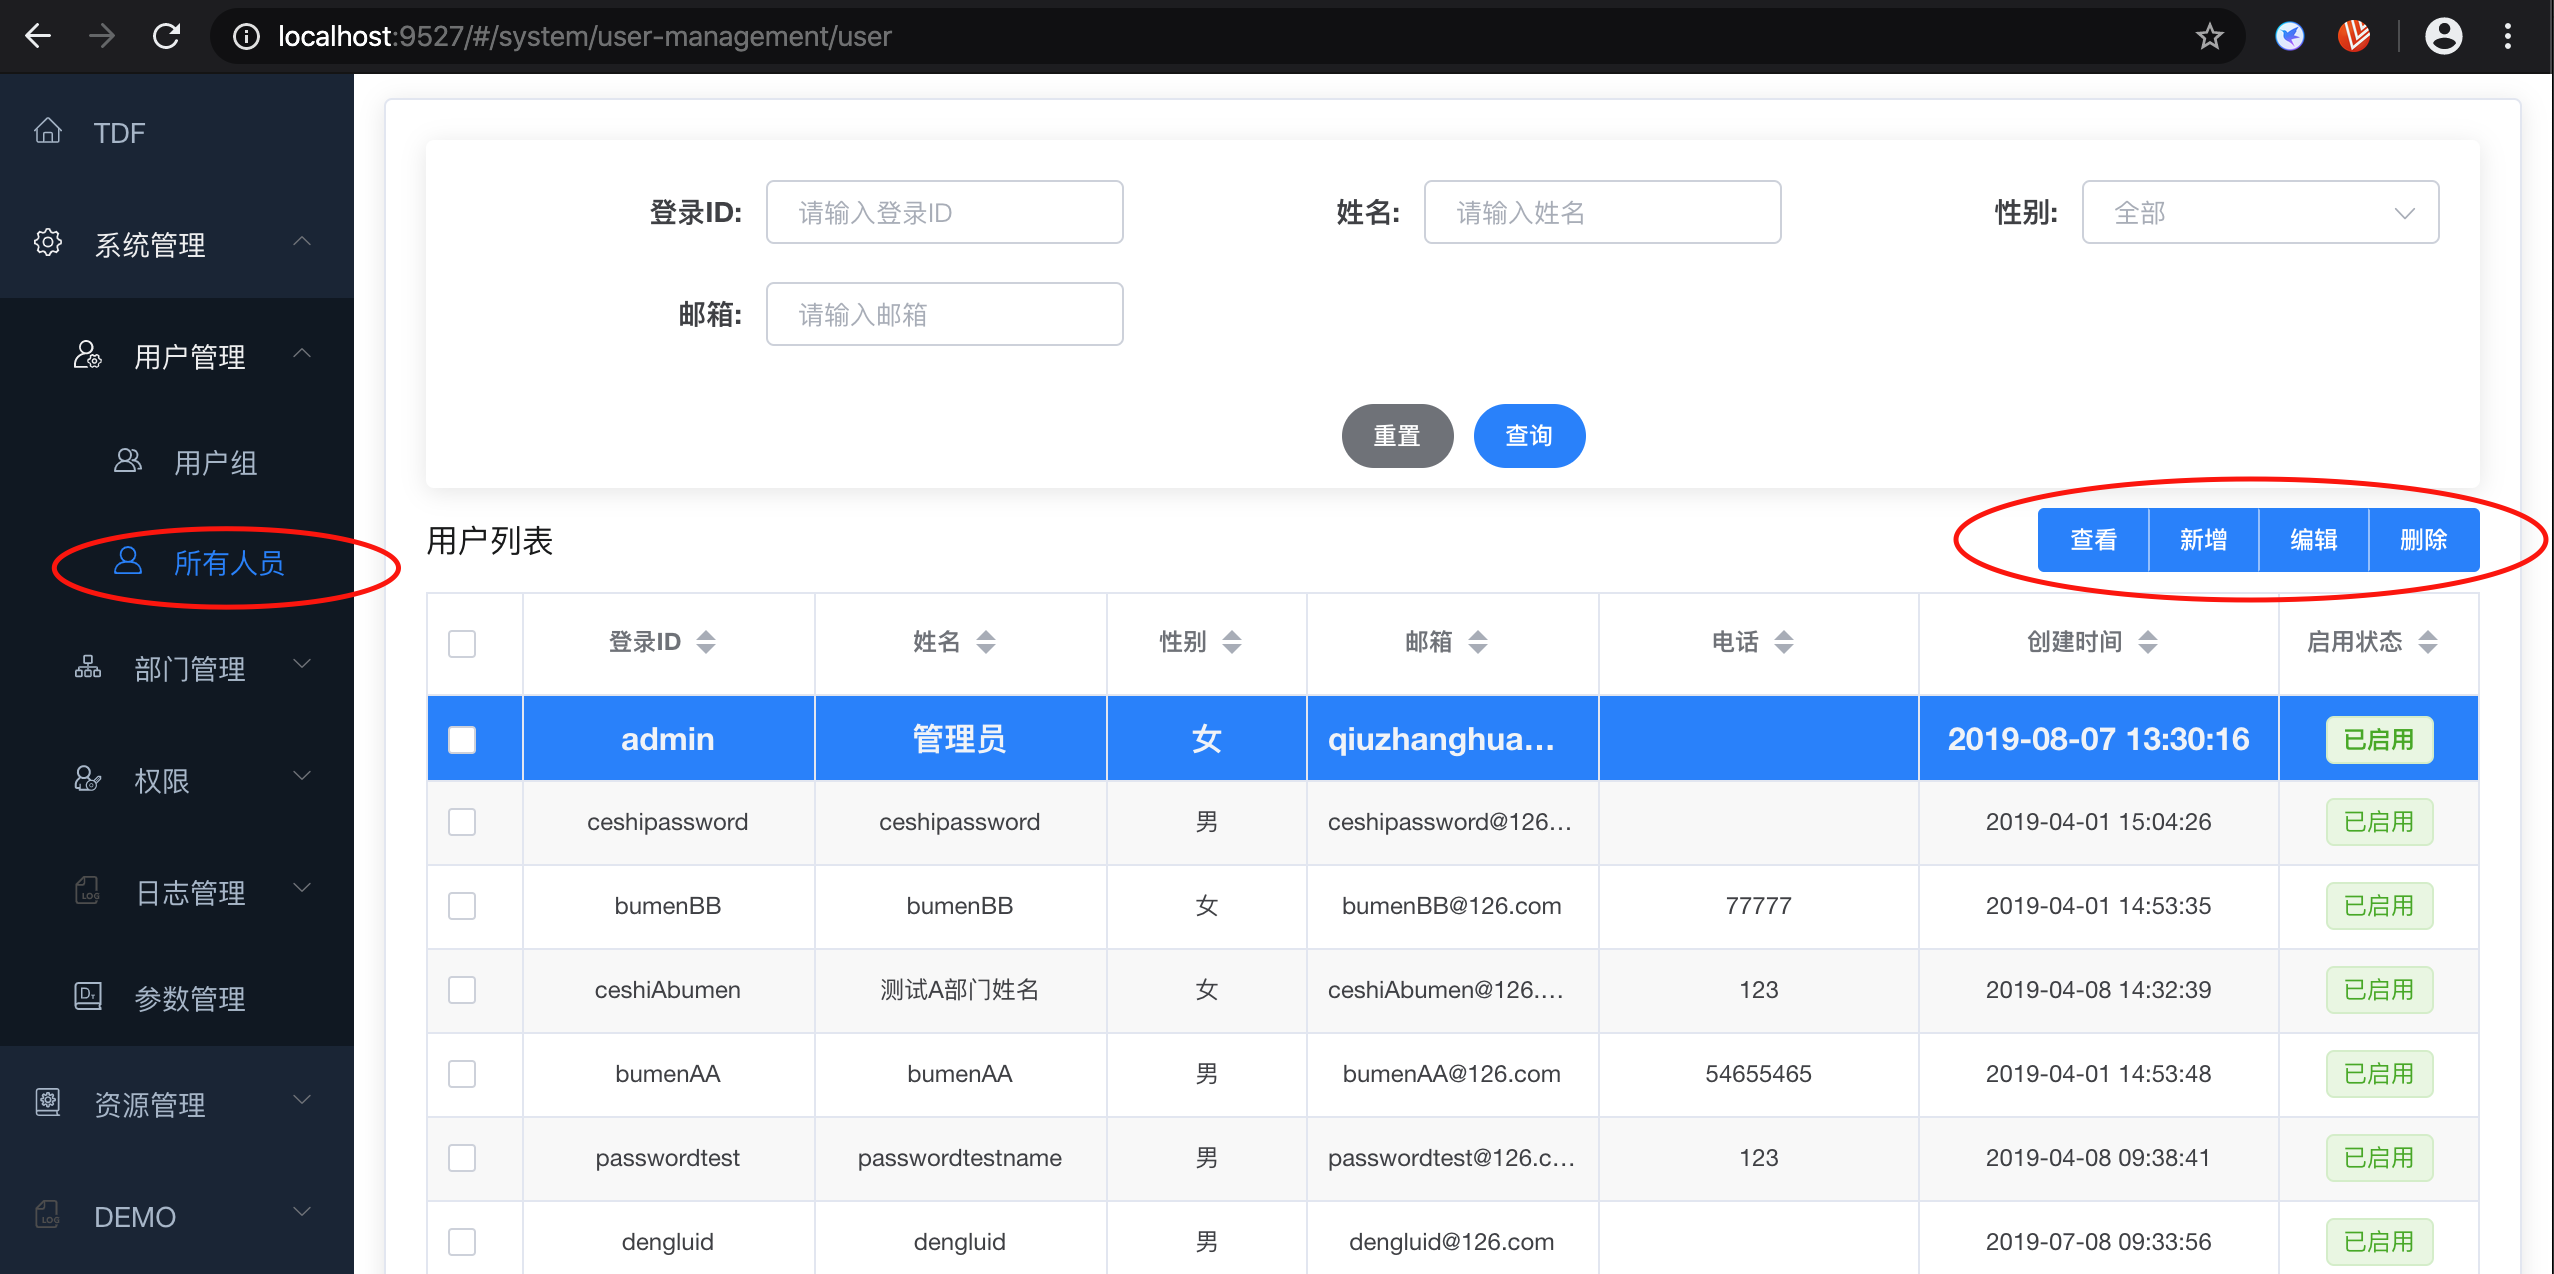 localhost:9527/#/system/user-management/user
TDF
系统管理
用户管理
用户组
所有人员
部门管理
权限
日志管理
参数管理
资源管理
DEMO
登录ID: 请输入登录ID 姓名: 请输入姓名 性别: 全部
邮箱: 请输入邮箱
重置 查询
用户列表 查看 新增 编辑 删除
登录ID 姓名 性别 邮箱 电话 创建时间 启用状态
admin 管理员 女 qiuzhanghua... 2019-08-07 13:30:16 已启用
ceshipassword ceshipassword 男 ceshipassword@126... 2019-04-01 15:04:26 已启用
bumenBB bumenBB 女 bumenBB@126.com 77777 2019-04-01 14:53:35 已启用
ceshiAbumen 测试A部门姓名 女 ceshiAbumen@126.... 123 2019-04-08 14:32:39 已启用
bumenAA bumenAA 男 bumenAA@126.com 54655465 2019-04-01 14:53:48 已启用
passwordtest passwordtestname 男 passwordtest@126.c... 123 2019-04-08 09:38:41 已启用
dengluid dengluid 男 dengluid@126.com 2019-07-08 09:33:56 已启用